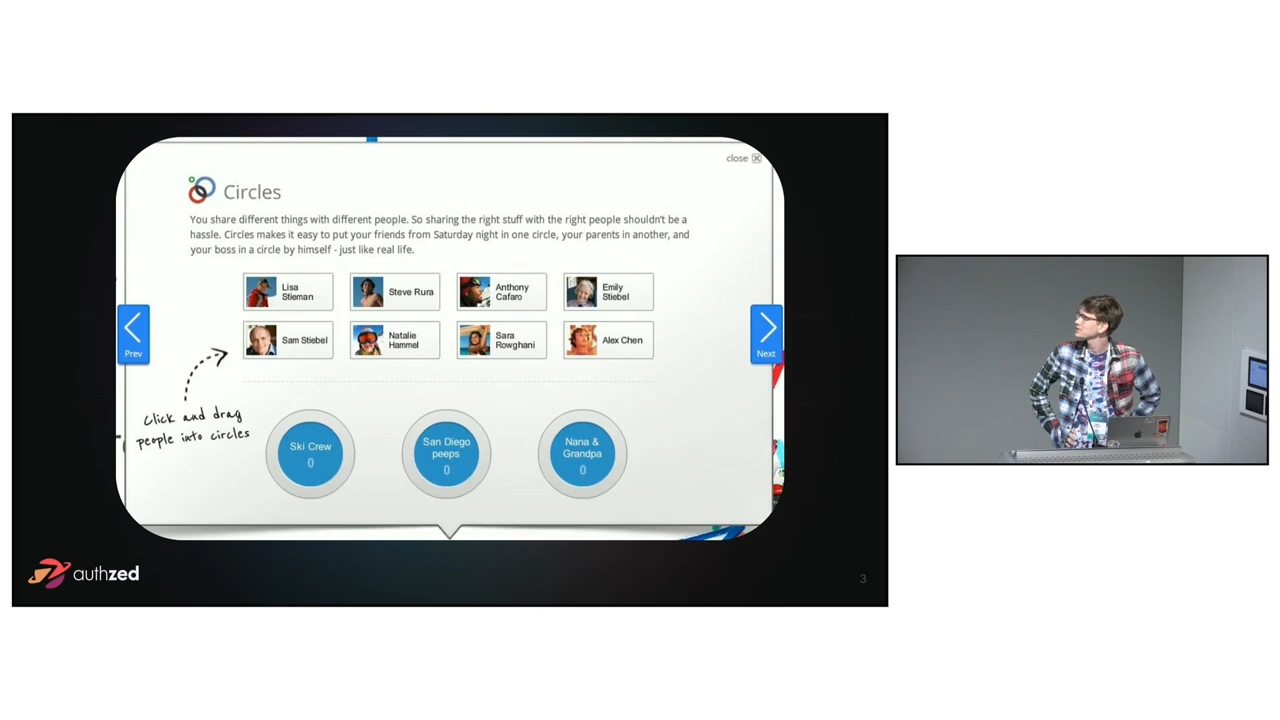 close
Circles
You share different things with different people. So sharing the right stuff with the right people shouldn't be a
hassle. Circles makes it easy to put your friends from Saturday night in one circle, your parents in another, and
your boss in a circle by himself - just like real life.
Lisa
Stieman
Steve Rura
Anthony
Cafaro
Emily
Stiebel
Sam Stiebel
Natalie
Hammel
Sara
Rowghani
Alex Chen
Prev
Next
Click and drag
people into circles
Ski Crew
0
San Diego
peeps
0
Nana &
Grandpa
0
authzed
3